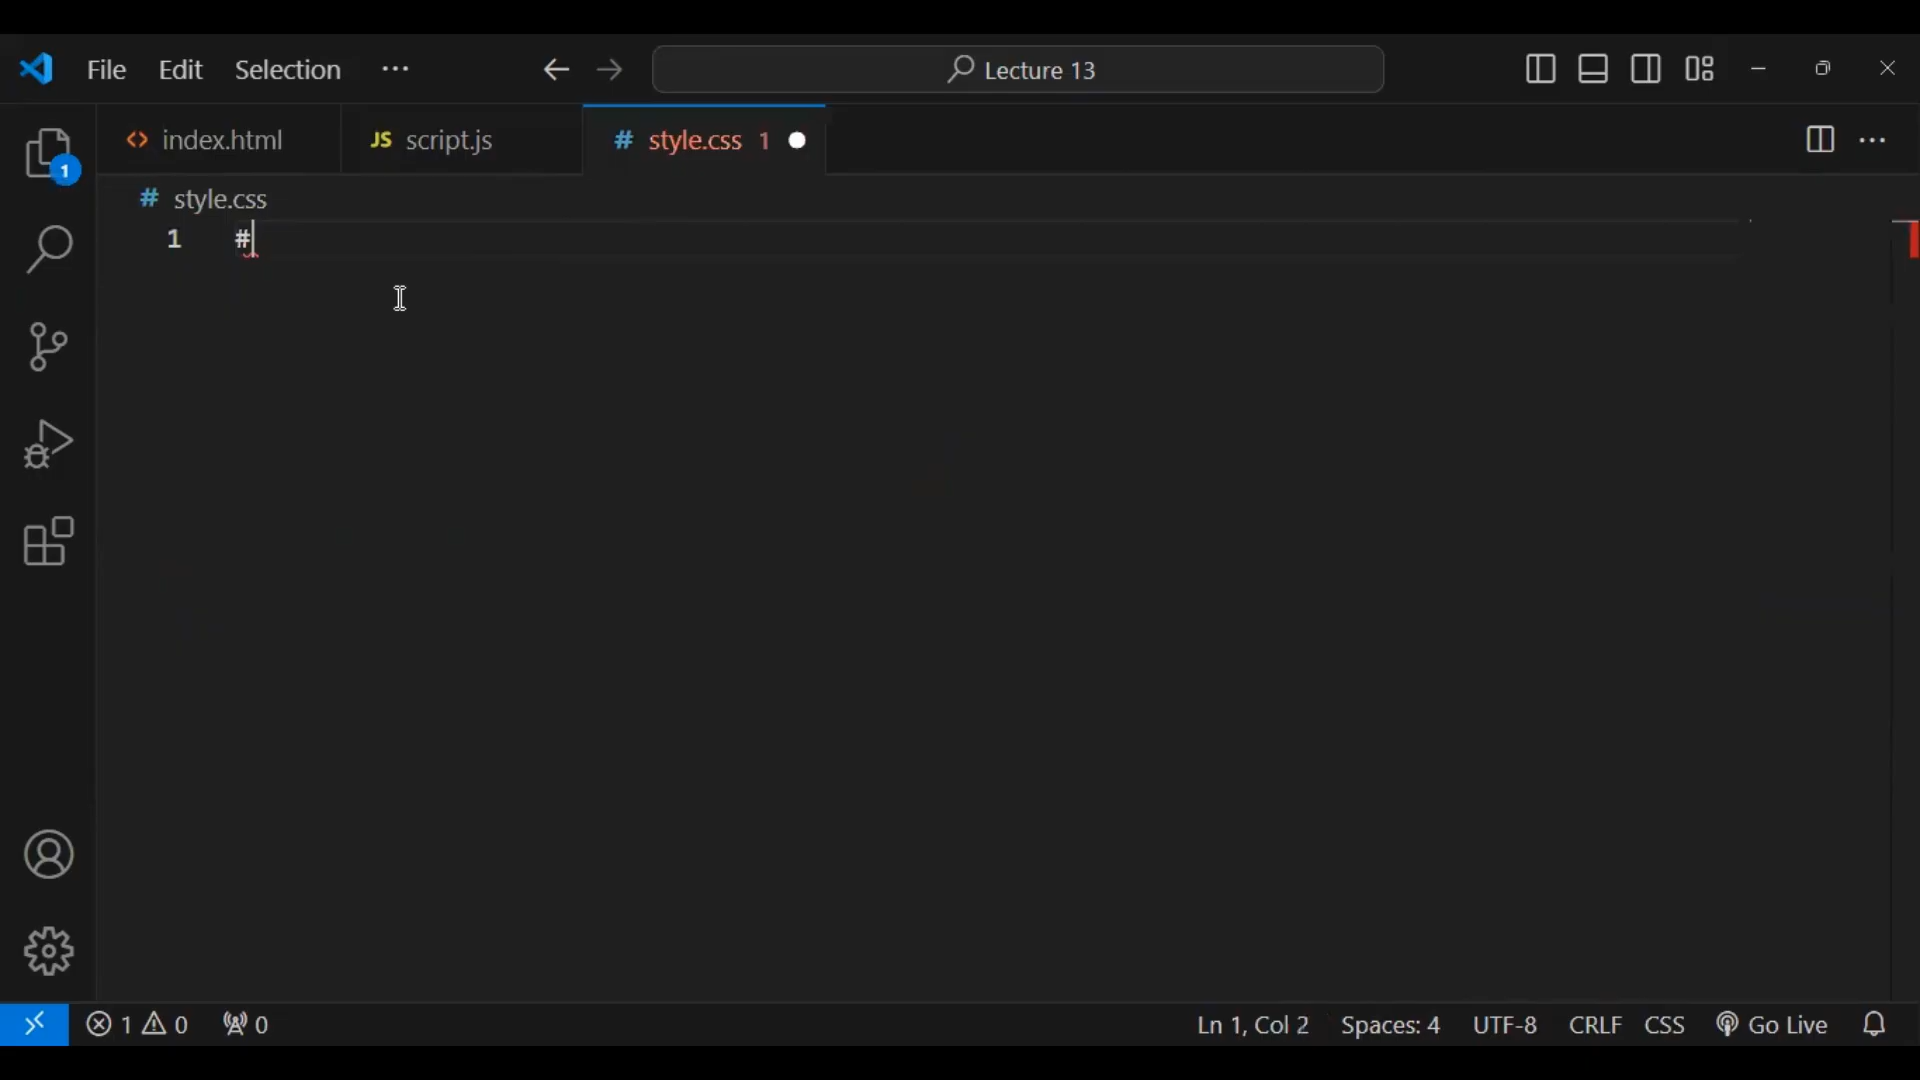 File Edit Selection ··· Lecture 13
index.html JS script.js # style.css 1
1
# style.css
1 #
1 0 0 Ln 1, Col 2 Spaces: 4 UTF-8 CRLF CSS Go Live